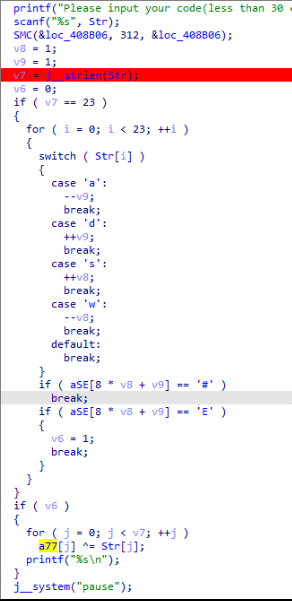 printf("Please input your code(less than 30
scanf("%s", Str);
SMC(&loc_408B06, 312, &loc_408B06);
v8 = 1;
v9 = 1;
v7 = j__strlen(Str);
v6 = 0;
if ( v7 == 23 )
{
for ( i = 0; i < 23; ++i )
{
switch ( Str[i] )
{
case 'a':
--v9;
break;
case 'd':
++v9;
break;
case 's':
++v8;
break;
case 'w':
--v8;
break;
default:
break;
}
if ( aSE[8 * v8 + v9] == '#' )
break;
if ( aSE[8 * v8 + v9] == 'E' )
{
v6 = 1;
break;
}
}
}
if ( v6 )
{
for ( j = 0; j < v7; ++j )
a77[j] ^= Str[j];
printf("%s\n");
}
j__system("pause");